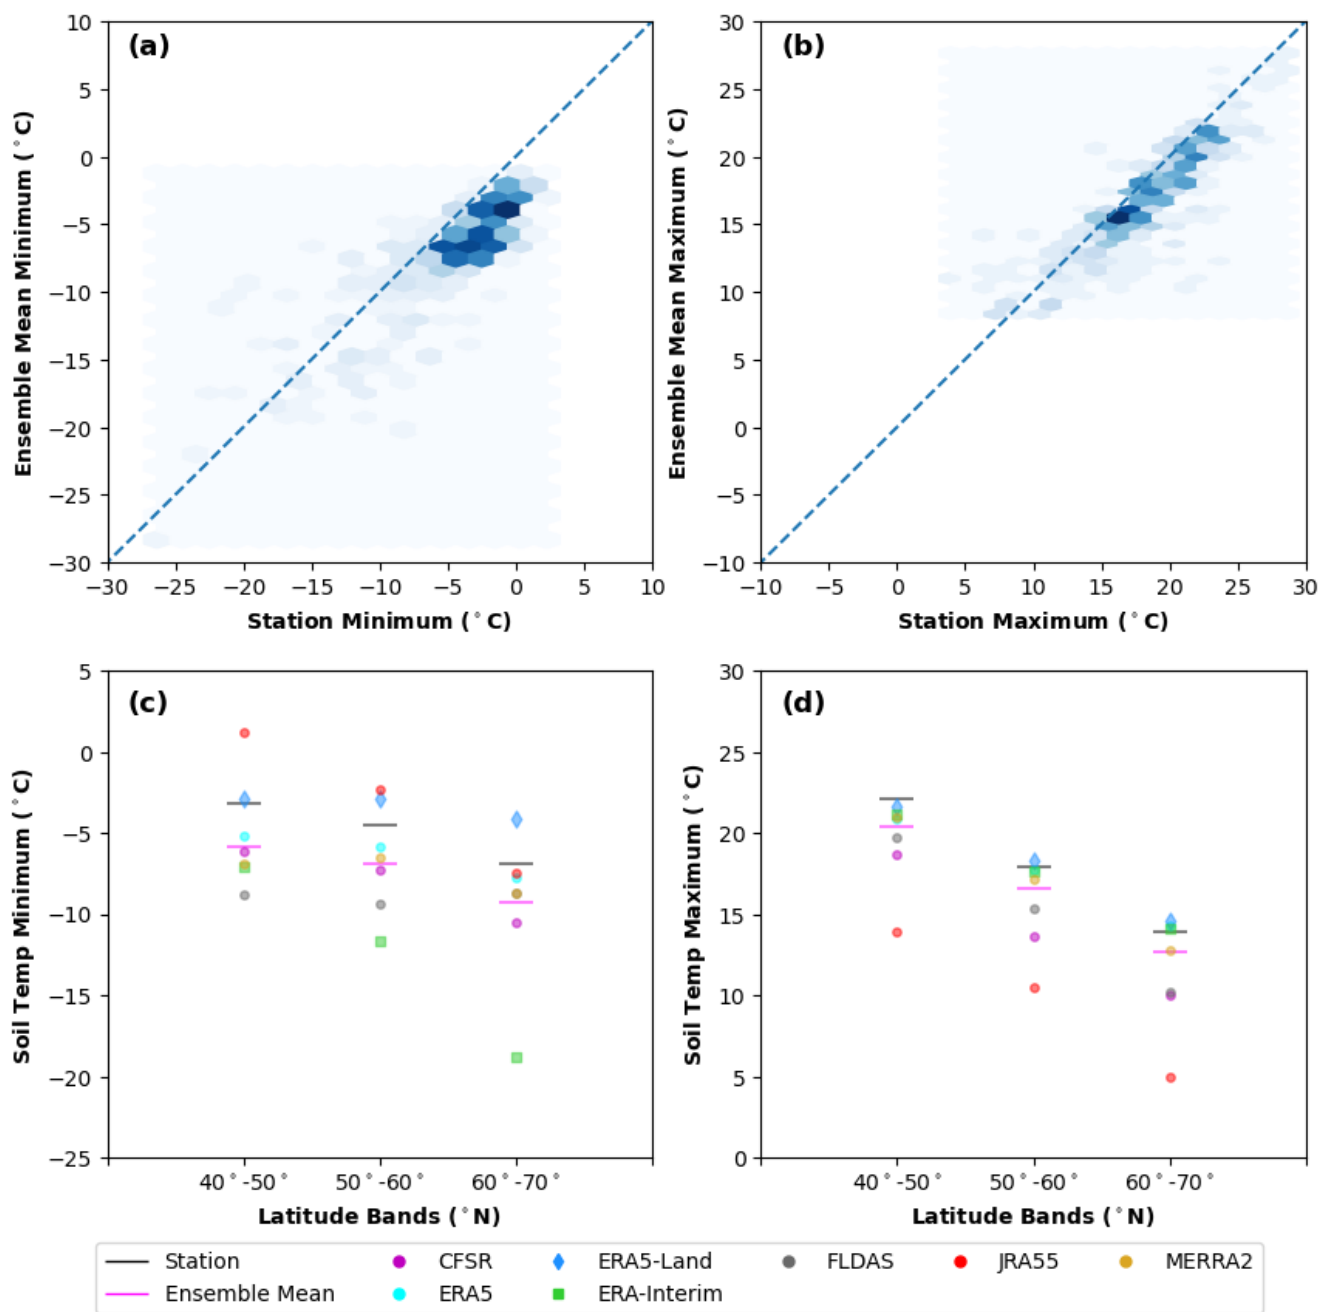 (a)
10
5
0
−5
−10
−15
−20
−25
−30
Ensemble Mean Minimum (°C)
−30 −25 −20 −15 −10 −5 0 5 10
Station Minimum (°C)
(b)
30
25
20
15
10
5
0
−5
−10
Ensemble Mean Maximum (°C)
−10 −5 0 5 10 15 20 25 30
Station Maximum (°C)
(c)
5
0
−5
−10
−15
−20
−25
Soil Temp Minimum (°C)
40°-50° 50°-60° 60°-70°
Latitude Bands (°N)
(d)
30
25
20
15
10
5
0
Soil Temp Maximum (°C)
40°-50° 50°-60° 60°-70°
Latitude Bands (°N)
Station CFSR ERA5-Land FLDAS JRA55 MERRA2
Ensemble Mean ERA5 ERA-Interim